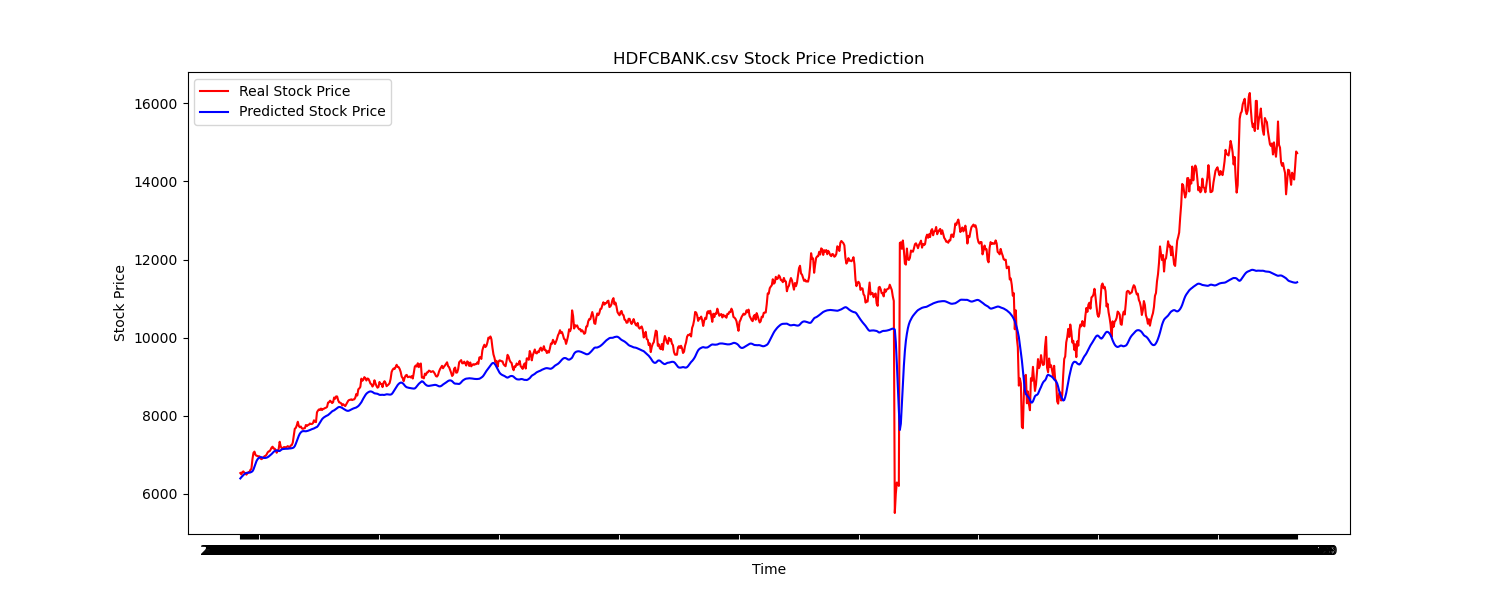 HDFCBANK.csv Stock Price Prediction
Real Stock Price
Predicted Stock Price
16000
14000
12000
10000
8000
6000
Stock Price
Time